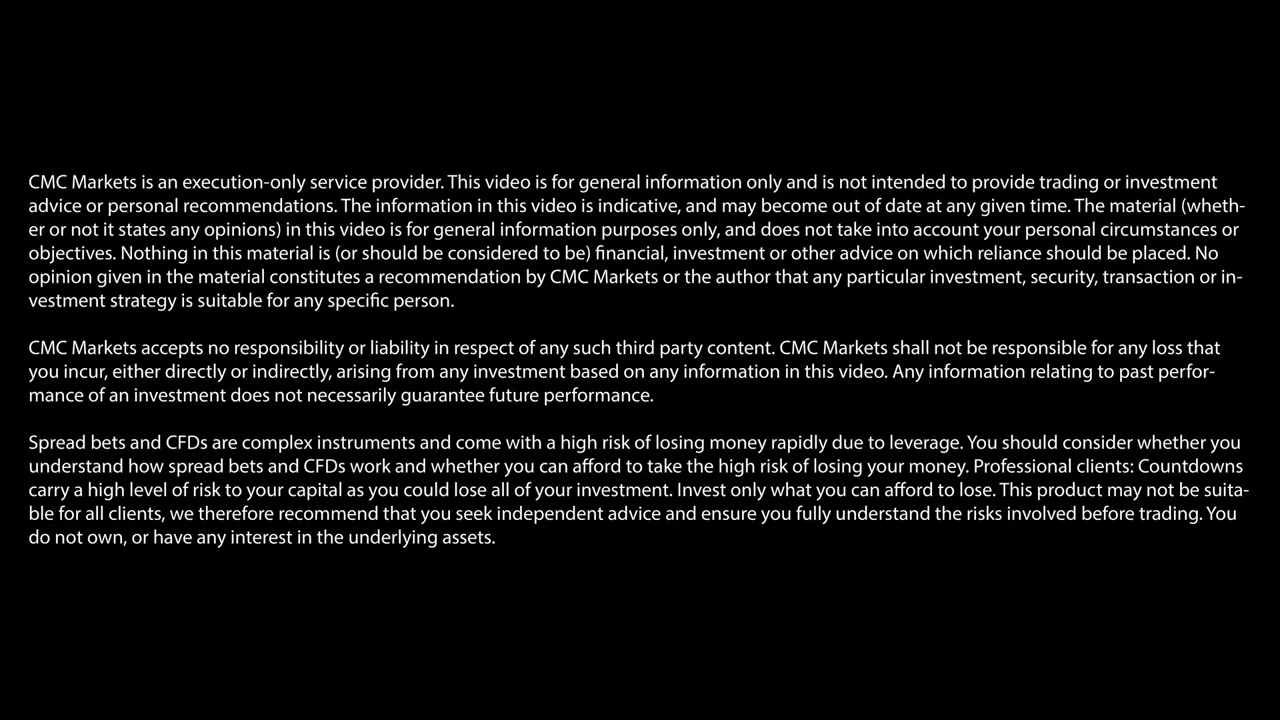 CMC Markets is an execution-only service provider. This video is for general information only and is not intended to provide trading or investment
advice or personal recommendations. The information in this video is indicative, and may become out of date at any given time. The material (wheth-
er or not it states any opinions) in this video is for general information purposes only, and does not take into account your personal circumstances or
objectives. Nothing in this material is (or should be considered to be) financial, investment or other advice on which reliance should be placed. No
opinion given in the material constitutes a recommendation by CMC Markets or the author that any particular investment, security, transaction or in-
vestment strategy is suitable for any specific person.
CMC Markets accepts no responsibility or liability in respect of any such third party content. CMC Markets shall not be responsible for any loss that
you incur, either directly or indirectly, arising from any investment based on any information in this video. Any information relating to past perfor-
mance of an investment does not necessarily guarantee future performance.
Spread bets and CFDs are complex instruments and come with a high risk of losing money rapidly due to leverage. You should consider whether you
understand how spread bets and CFDs work and whether you can afford to take the high risk of losing your money. Professional clients: Countdowns
carry a high level of risk to your capital as you could lose all of your investment. Invest only what you can afford to lose. This product may not be suita-
ble for all clients, we therefore recommend that you seek independent advice and ensure you fully understand the risks involved before trading. You
do not own, or have any interest in the underlying assets.